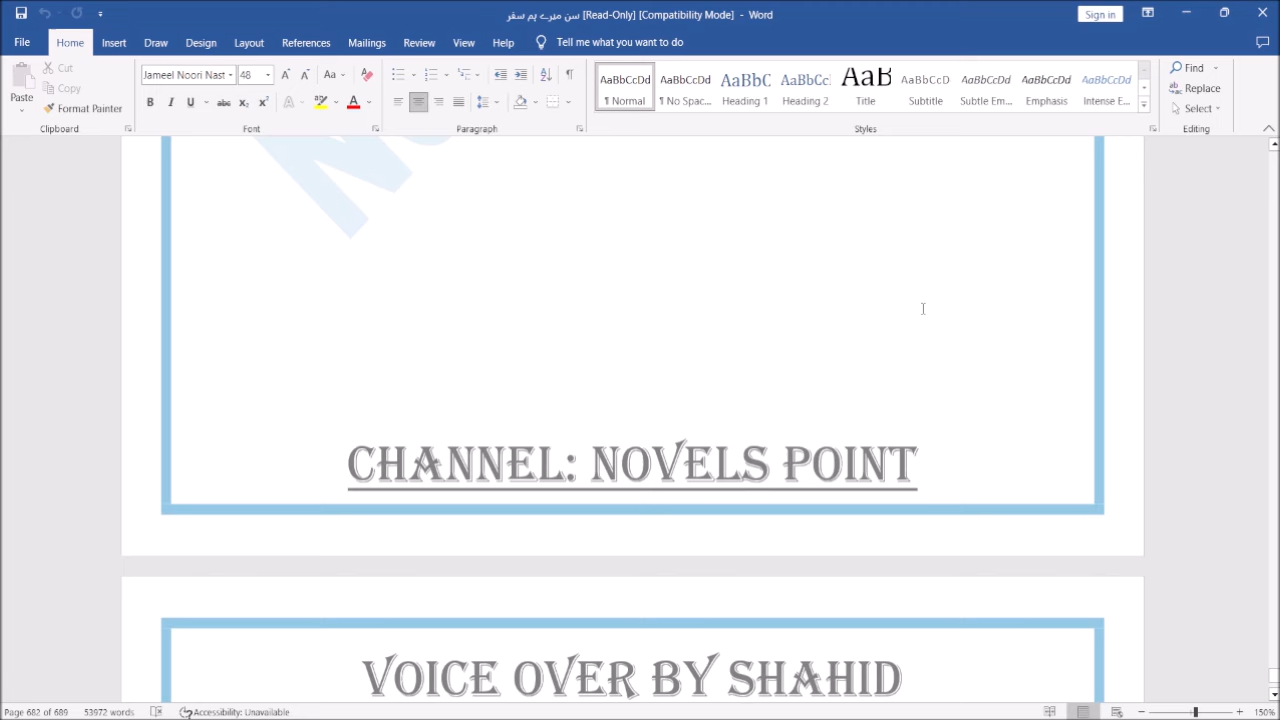 سن میرے ہم سفر [Read-Only] [Compatibility Mode] - Word
Sign in
File Home Insert Draw Design Layout References Mailings Review View Help Tell me what you want to do
Paste
Cut
Copy
Format Painter
Clipboard
Jameel Noori Nast 48
Font
Paragraph
AaBbCcDd AaBbCcDd AaBbC AaBbCc AaB AaBbCcD AaBbCcDd AaBbCcDd AaBbCcDd
¶ Normal ¶ No Spac... Heading 1 Heading 2 Title Subtitle Subtle Em... Emphasis Intense E...
Styles
Find
Replace
Select
Editing
CHANNEL: NOVELS POINT
VOICE OVER BY SHAHID
Page 682 of 689 53972 words Accessibility: Unavailable 150%